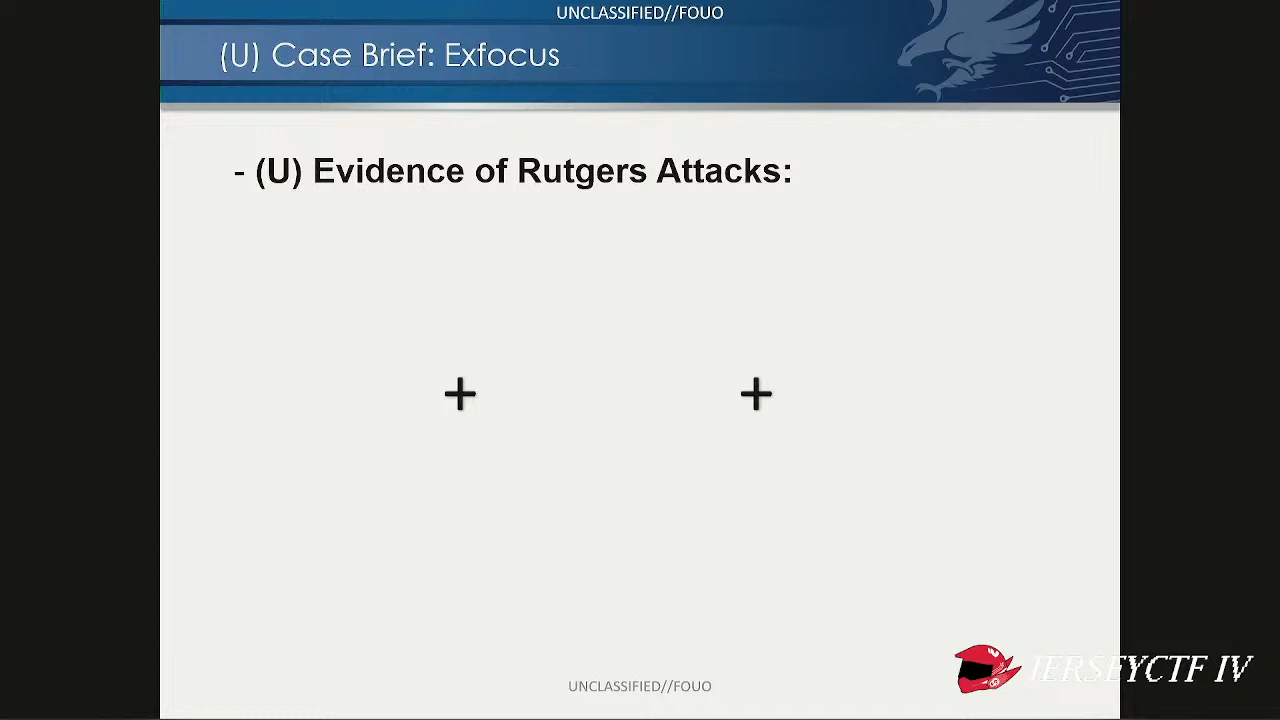 UNCLASSIFIED//FOUO
(U) Case Brief: Exfocus
- (U) Evidence of Rutgers Attacks:
+ +
JERSEYCTF IV
UNCLASSIFIED//FOUO